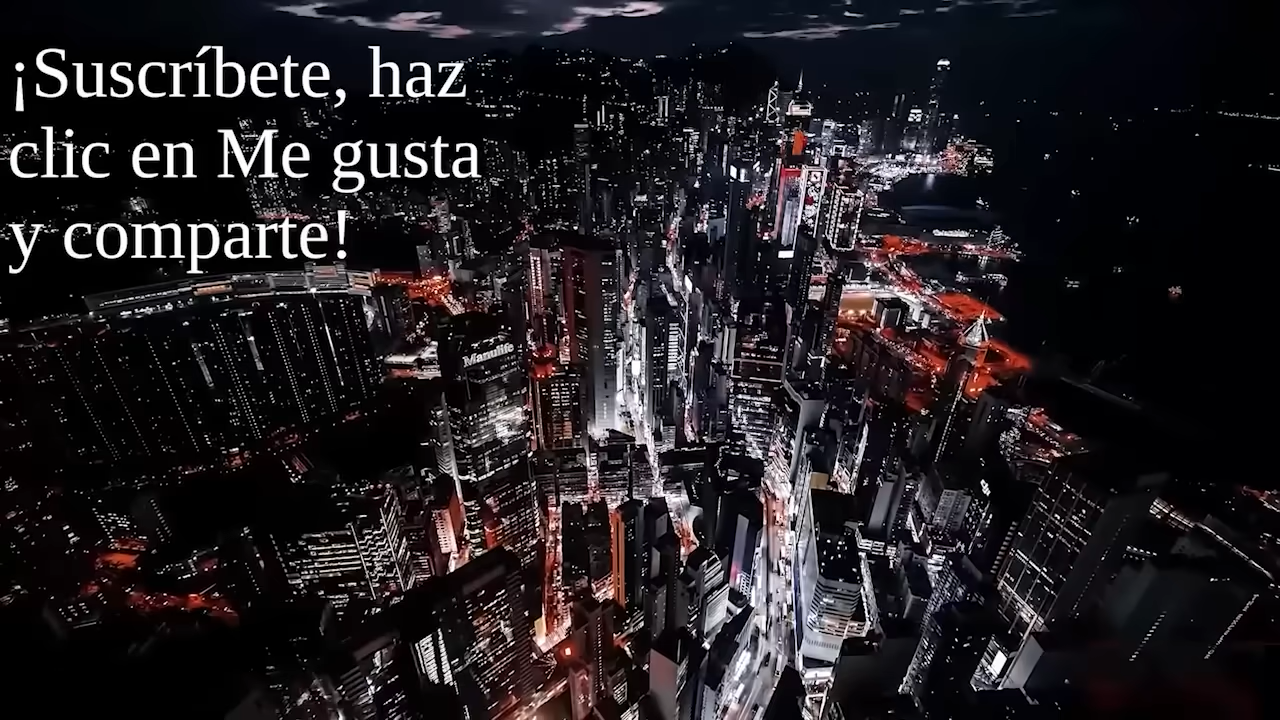 ¡Suscríbete, haz
clic en Me gusta
y comparte!
Manulife